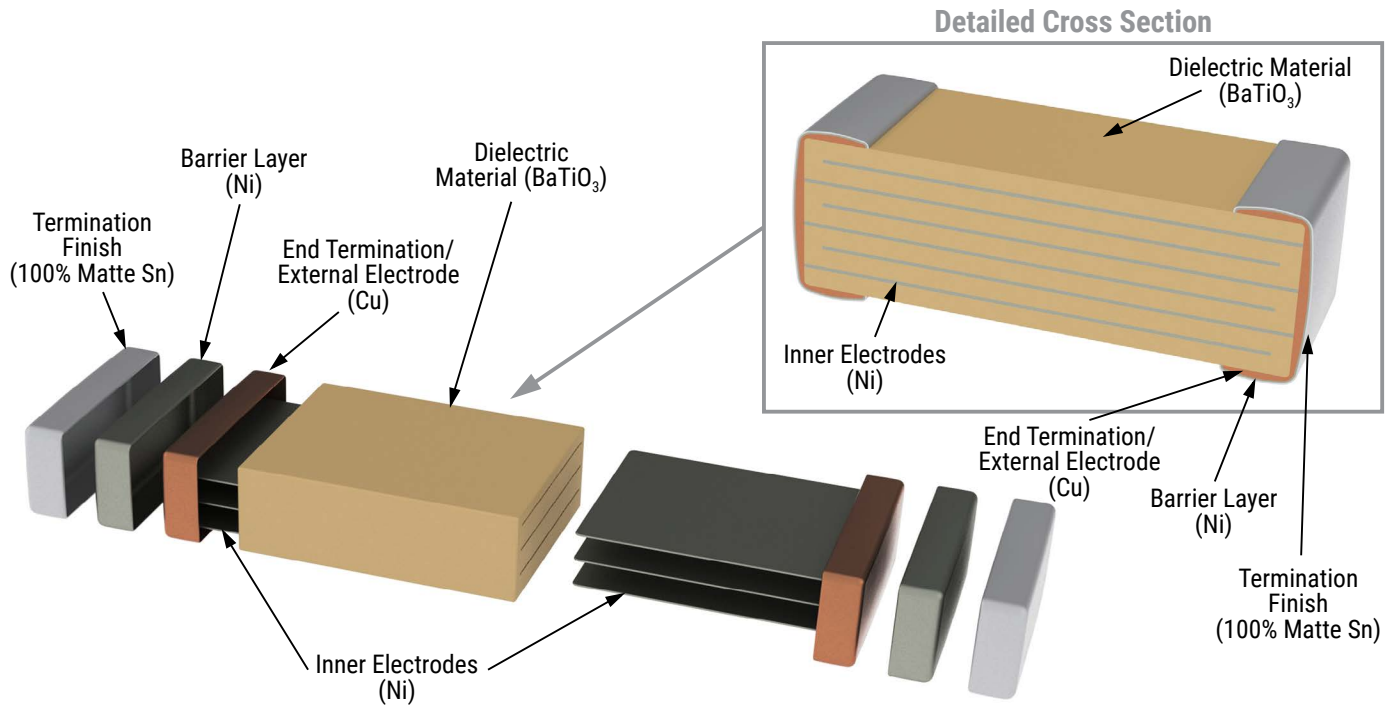 Detailed Cross Section
Dielectric Material
(BaTiO₃)
Barrier Layer
(Ni)
Dielectric
Material (BaTiO₃)
Termination
Finish
(100% Matte Sn)
End Termination/
External Electrode
(Cu)
Inner Electrodes
(Ni)
End Termination/
External Electrode
(Cu)
Barrier Layer
(Ni)
Termination
Finish
(100% Matte Sn)
Inner Electrodes
(Ni)